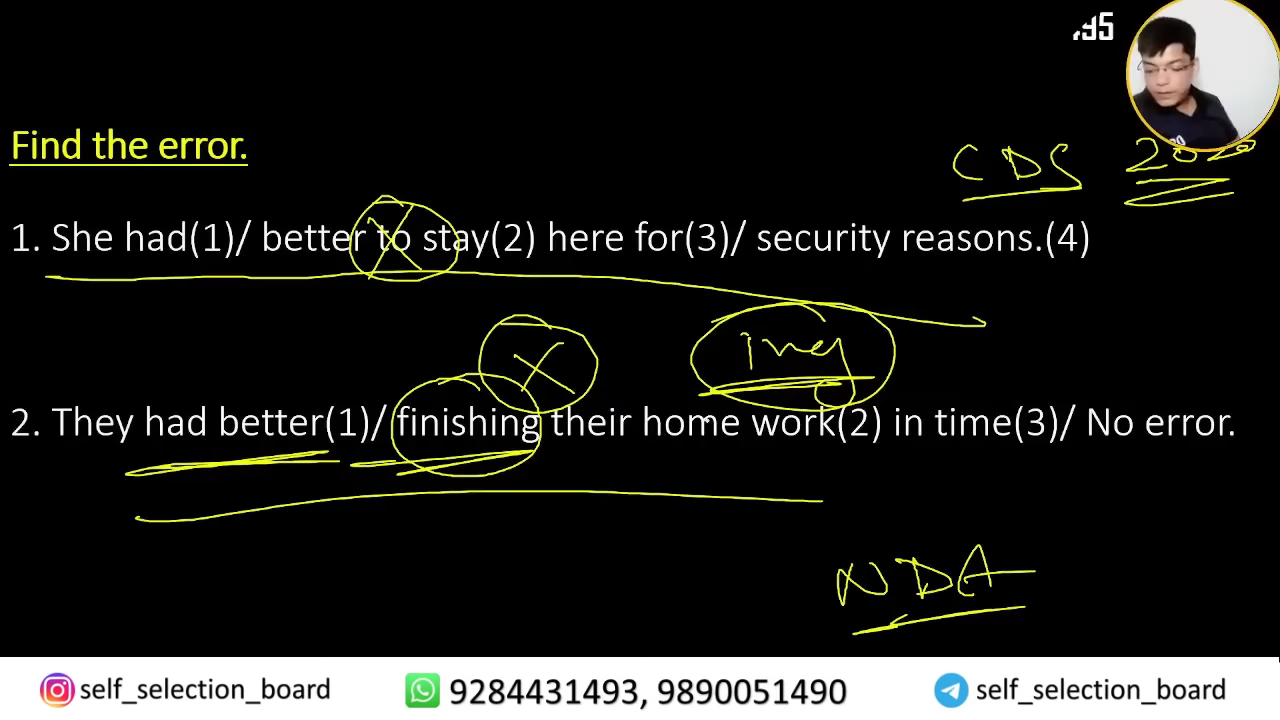 Find the error.
CDS 2020
1. She had(1)/ better to stay(2) here for(3)/ security reasons.(4)
ing
2. They had better(1)/ finishing their home work(2) in time(3)/ No error.
NDA
self_selection_board
9284431493, 9890051490
self_selection_board